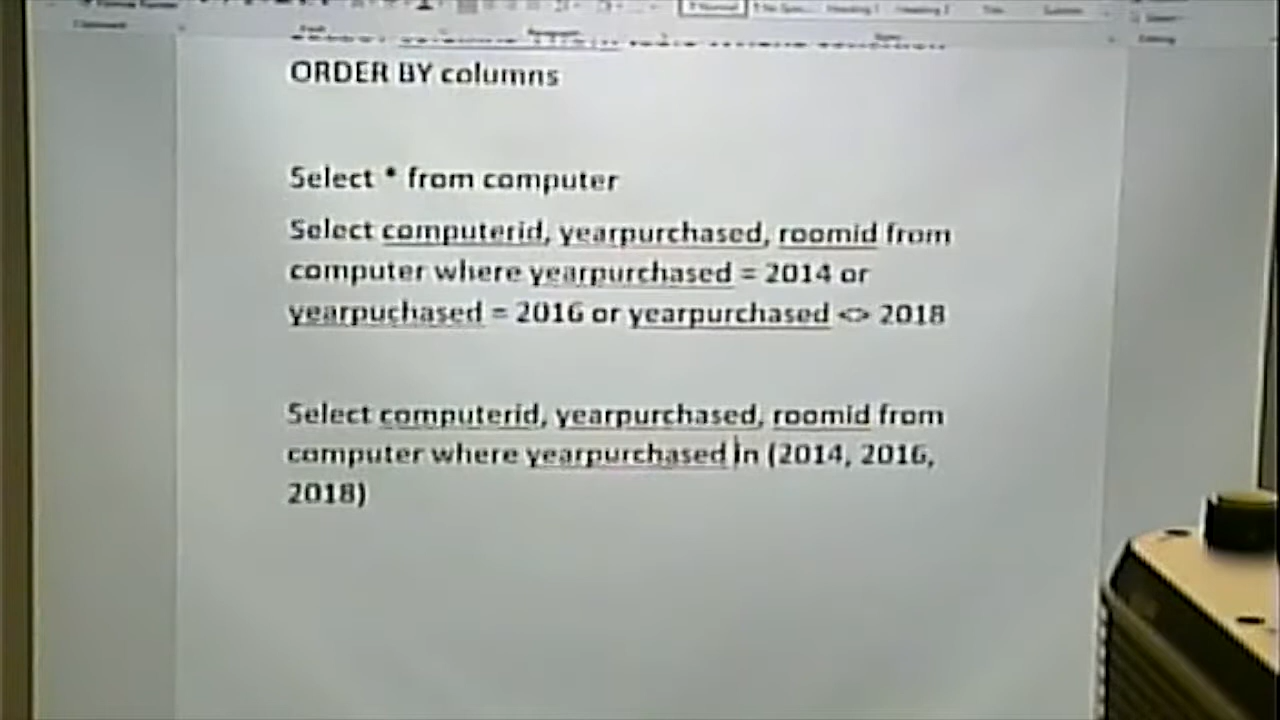 ORDER BY columns
Select * from computer
Select computerid, yearpurchased, roomid from
computer where yearpurchased = 2014 or
yearpuchased = 2016 or yearpurchased <> 2018
Select computerid, yearpurchased, roomid from
computer where yearpurchased in (2014, 2016,
2018)